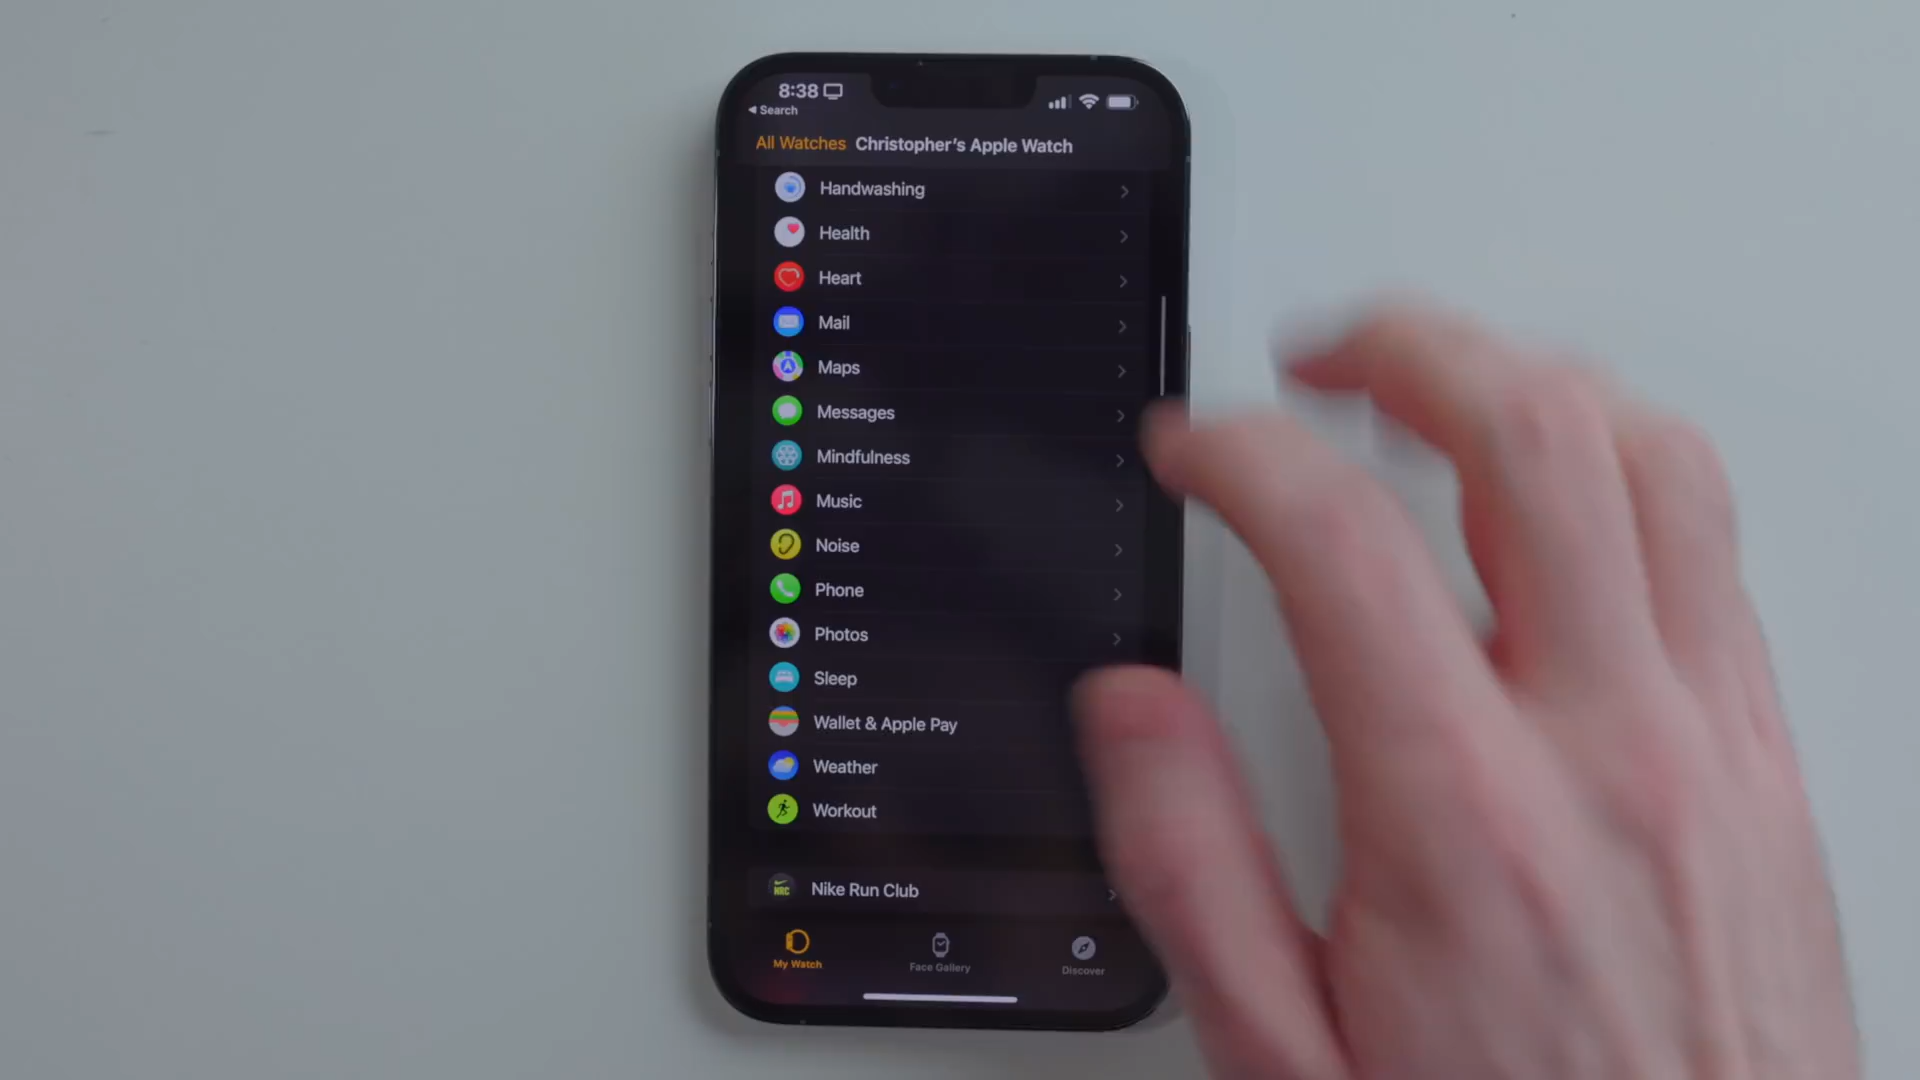 8:38
◀ Search
All Watches Christopher's Apple Watch
Handwashing
Health
Heart
Mail
Maps
Messages
Mindfulness
Music
Noise
Phone
Photos
Sleep
Wallet & Apple Pay
Weather
Workout
NRC Nike Run Club
My Watch Face Gallery Discover